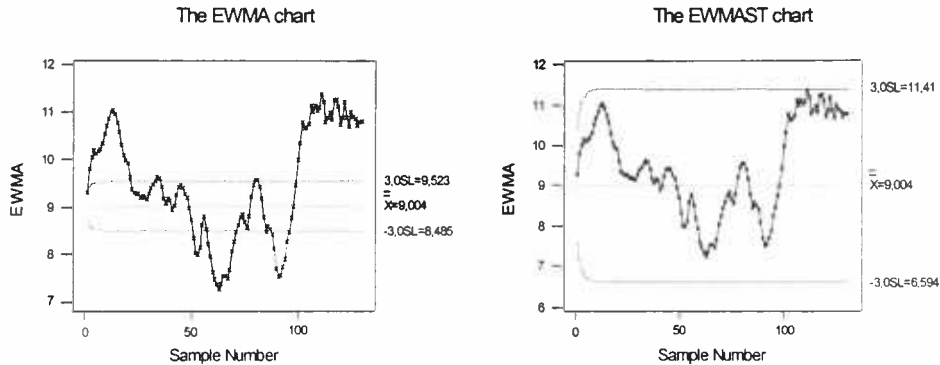 The EWMA chart
12
11
10
9
8
7
EWMA
0
50
100
Sample Number
3,0SL=9,523
X=9,004
-3,0SL=8,485
The EWMAST chart
12
11
10
9
8
7
6
EWMA
0
50
100
Sample Number
3,0SL=11,41
X=9,004
-3,0SL=6,594